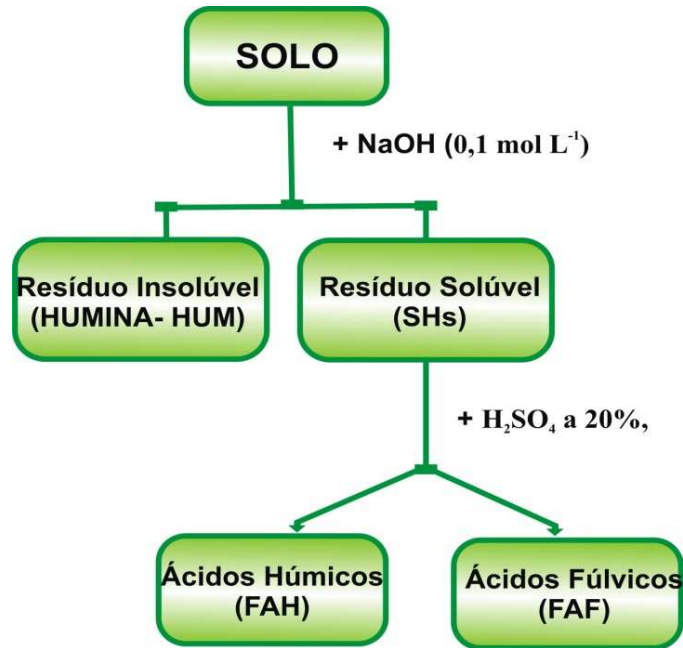 SOLO
+ NaOH (0,1 mol L⁻¹)
Resíduo Insolúvel
(HUMINA- HUM)
Resíduo Solúvel
(SHs)
+ H₂SO₄ a 20%,
Ácidos Húmicos
(FAH)
Ácidos Fúlvicos
(FAF)